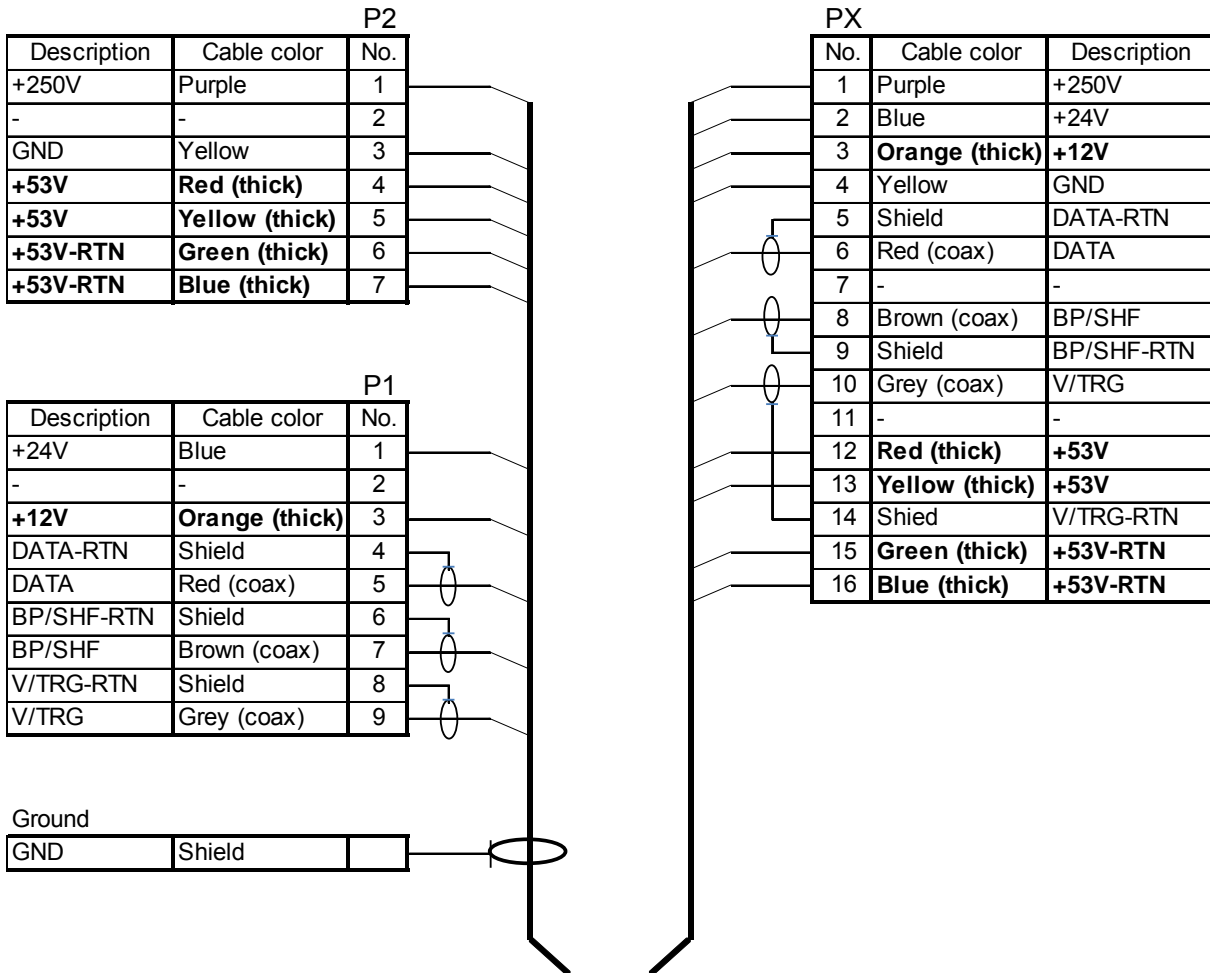 P2
Description Cable color No.
+250V Purple 1
- - 2
GND Yellow 3
+53V Red (thick) 4
+53V Yellow (thick) 5
+53V-RTN Green (thick) 6
+53V-RTN Blue (thick) 7
P1
Description Cable color No.
+24V Blue 1
- - 2
+12V Orange (thick) 3
DATA-RTN Shield 4
DATA Red (coax) 5
BP/SHF-RTN Shield 6
BP/SHF Brown (coax) 7
V/TRG-RTN Shield 8
V/TRG Grey (coax) 9
Ground
GND Shield
PX
No. Cable color Description
1 Purple +250V
2 Blue +24V
3 Orange (thick) +12V
4 Yellow GND
5 Shield DATA-RTN
6 Red (coax) DATA
7 - -
8 Brown (coax) BP/SHF
9 Shield BP/SHF-RTN
10 Grey (coax) V/TRG
11 - -
12 Red (thick) +53V
13 Yellow (thick) +53V
14 Shied V/TRG-RTN
15 Green (thick) +53V-RTN
16 Blue (thick) +53V-RTN